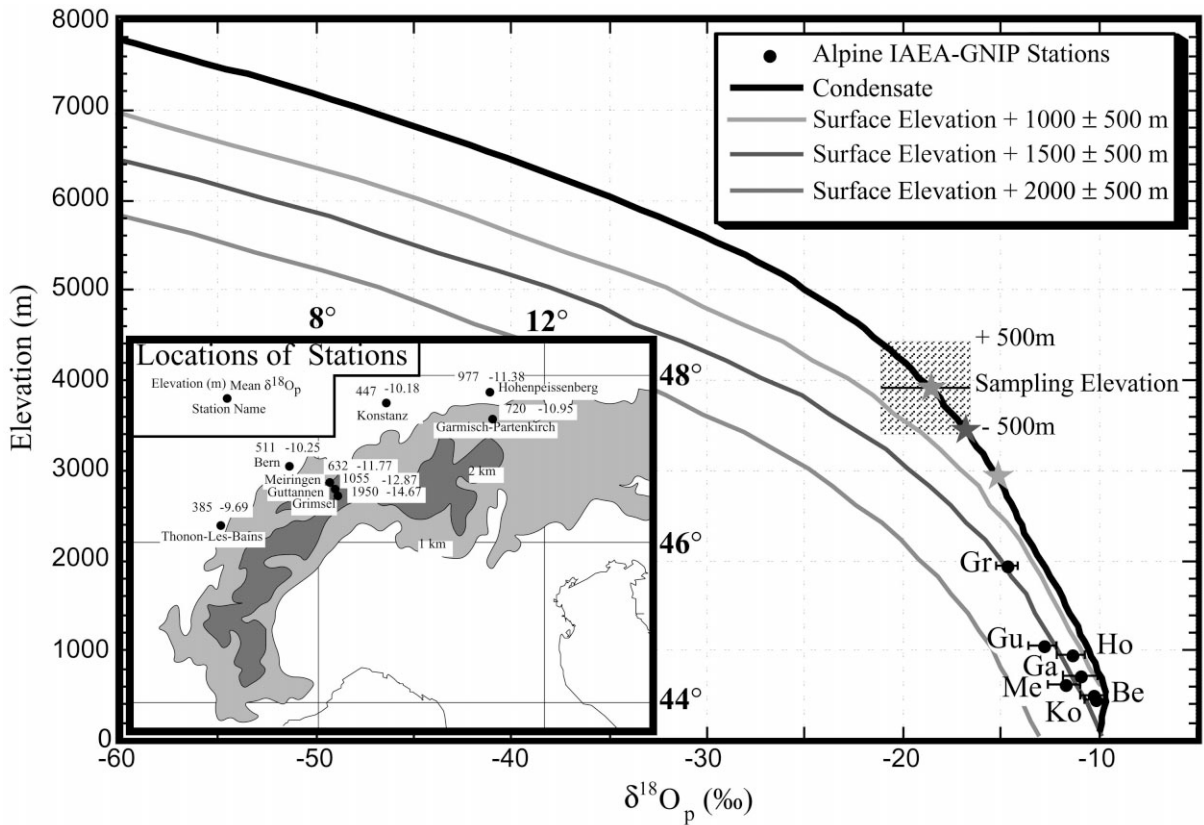 8000
7000
6000
5000
4000
3000
2000
1000
0
Elevation (m)
-60
-50
-40
-30
-20
-10
δ¹⁸Oₚ (‰)
Alpine IAEA-GNIP Stations
Condensate
Surface Elevation + 1000 ± 500 m
Surface Elevation + 1500 ± 500 m
Surface Elevation + 2000 ± 500 m
+ 500m
Sampling Elevation
- 500m
Gr
Gu
Ho
Ga
Me
Be
Ko
8°
12°
48°
46°
44°
Locations of Stations
Elevation (m) Mean δ¹⁸Oₚ
Station Name
977 -11.38
Hohenpeissenberg
447 -10.18
Konstanz
720 -10.95
Garmisch-Partenkirch
511 -10.25
Bern
632 -11.77
Meiringen
1055 -12.87
Guttannen
1950 -14.67
Grimsel
2 km
385 -9.69
Thonon-Les-Bains
1 km